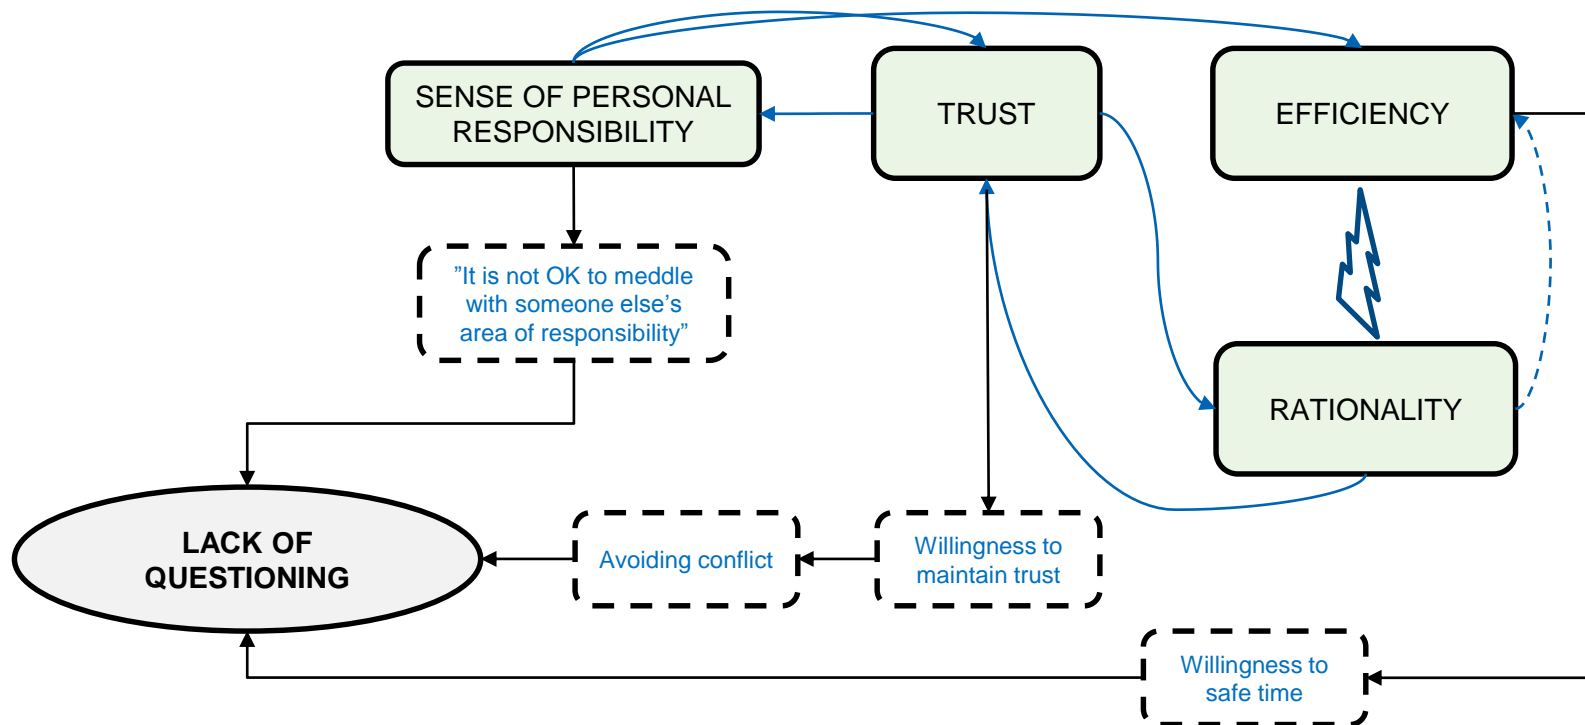 SENSE OF PERSONAL
RESPONSIBILITY
TRUST
EFFICIENCY
”It is not OK to meddle
with someone else’s
area of responsibility”
RATIONALITY
LACK OF
QUESTIONING
Avoiding conflict
Willingness to
maintain trust
Willingness to
safe time